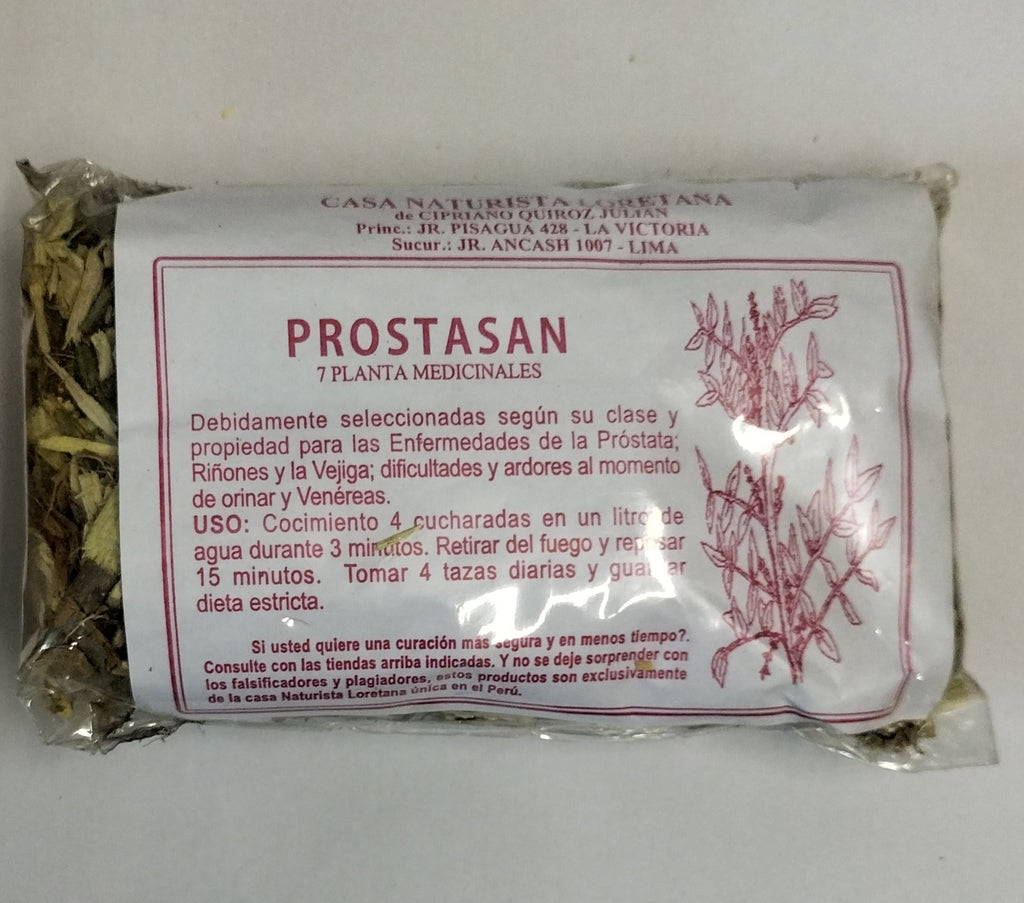 CASA NATURISTA LORETANA
de CIPRIANO QUIROZ JULIAN
Princ.: JR. PISAGUA 428 - LA VICTORIA
Sucur.: JR. ANCASH 1007 - LIMA
PROSTASAN
7 PLANTA MEDICINALES
Debidamente seleccionadas según su clase y
propiedad para las Enfermedades de la Próstata;
Riñones y la Vejiga; dificultades y ardores al momento
de orinar y Venéreas.
USO: Cocimiento 4 cucharadas en un litro de
agua durante 3 minutos. Retirar del fuego y reposar
15 minutos. Tomar 4 tazas diarias y guardar
dieta estricta.
Si usted quiere una curación más segura y en menos tiempo?.
Consulte con las tiendas arriba indicadas. Y no se deje sorprender con
los falsificadores y plagiadores, estos productos son exclusivamente
de la casa Naturista Loretana única en el Perú.